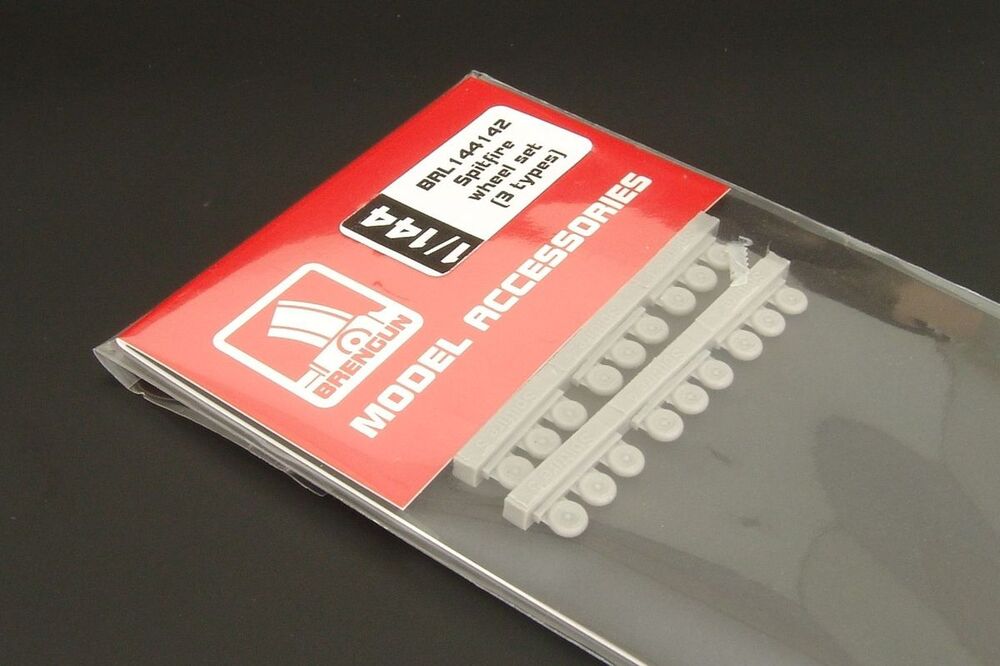 1/144
BRL144142
Spitfire
wheel set
(3 types)
BRENGUN
MODEL ACCESSORIES